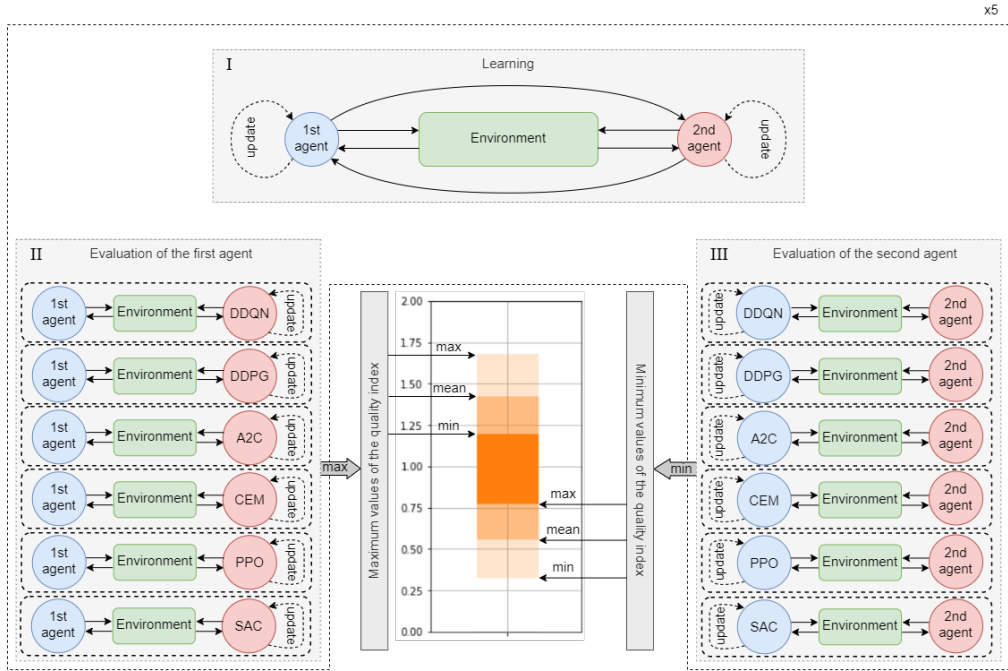 x5
I
Learning
update
1st
agent
Environment
2nd
agent
update
II
Evaluation of the first agent
1st
agent
Environment
DDQN
update
1st
agent
Environment
DDPG
update
1st
agent
Environment
A2C
update
1st
agent
Environment
CEM
update
1st
agent
Environment
PPO
update
1st
agent
Environment
SAC
update
max
Maximum values of the quality index
2.00
1.75
1.50
1.25
1.00
0.75
0.50
0.25
0.00
max
mean
min
max
mean
min
Minimum values of the quality index
min
III
Evaluation of the second agent
update
DDQN
Environment
2nd
agent
update
DDPG
Environment
2nd
agent
update
A2C
Environment
2nd
agent
update
CEM
Environment
2nd
agent
update
PPO
Environment
2nd
agent
update
SAC
Environment
2nd
agent